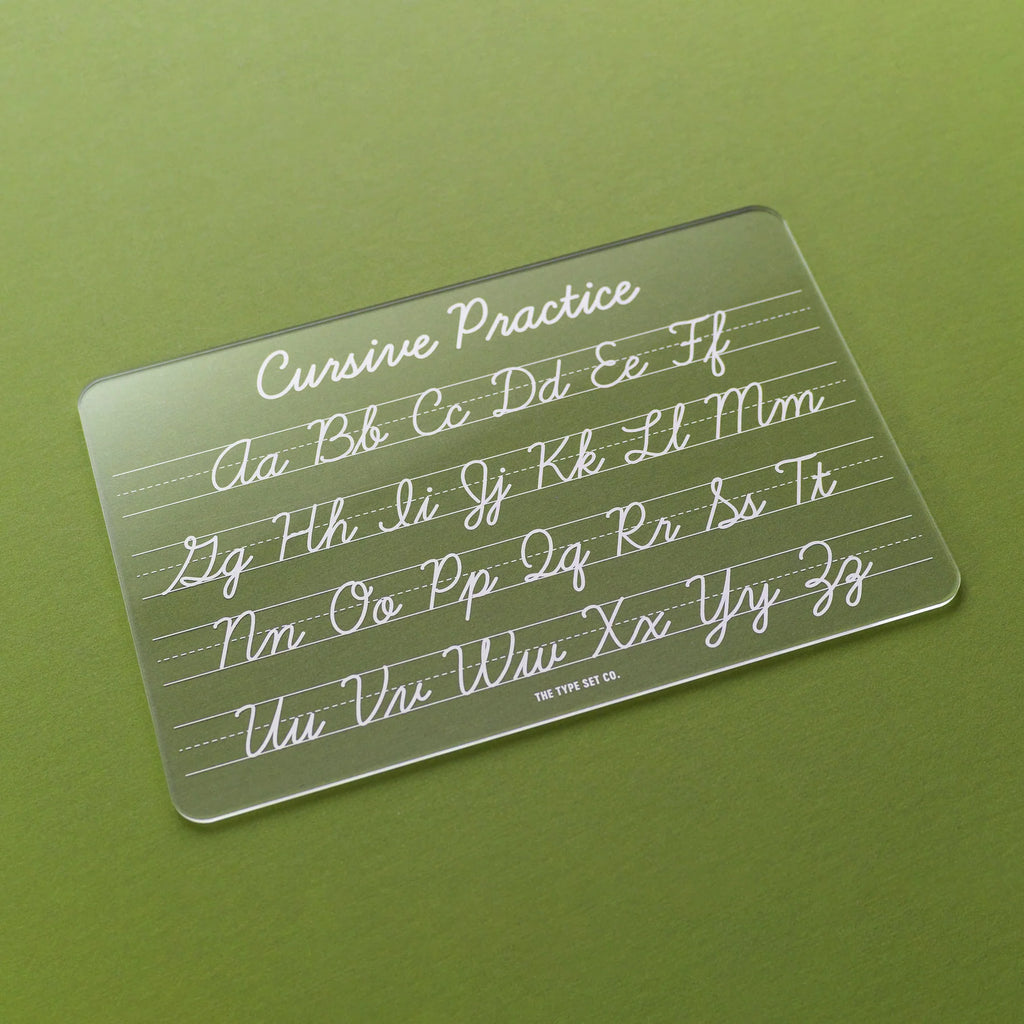 Cursive Practice
Aa Bb Cc Dd Ee Ff
Gg Hh Ii Jj Kk Ll Mm
Nn Oo Pp Qq Rr Ss Tt
Uu Vv Ww Xx Yy Zz
THE TYPE SET CO.